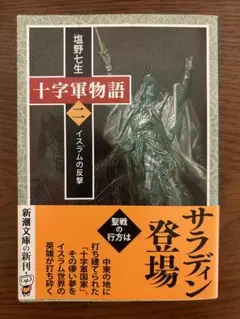 塩野七生
十字軍物語
二
イスラムの反撃
サラディン
登場
聖戦の
行方は
中東の地に
打ち建てられた
「十字軍国家」。
その儚い夢を
イスラム世界の
英雄が打ち砕く
新潮文庫の新刊